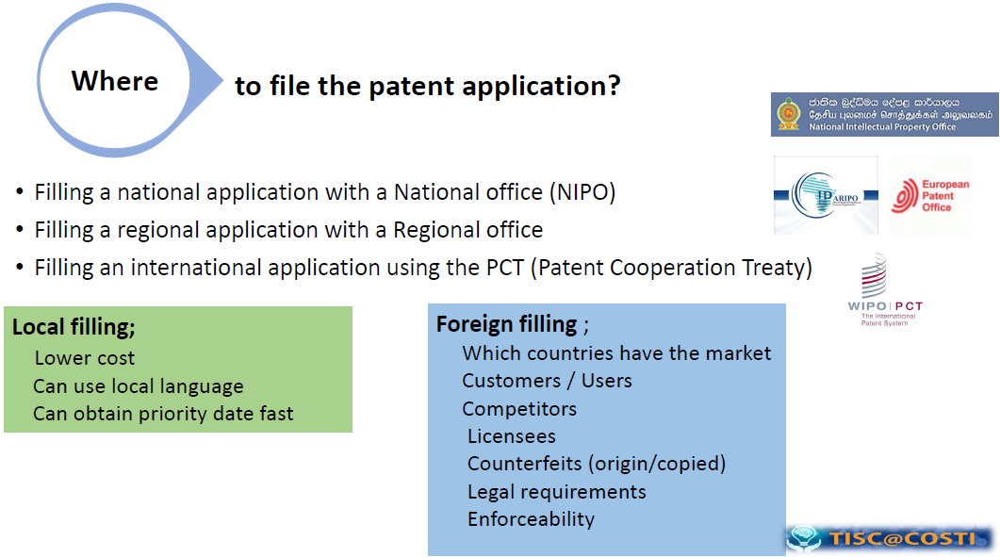 Where
to file the patent application?
ජාතික බුද්ධිමය දේපළ කාර්යාලය
தேசிய புலமைச் சொத்துக்கள் அலுவலகம்
National Intellectual Property Office
• Filling a national application with a National office (NIPO)
• Filling a regional application with a Regional office
• Filling an international application using the PCT (Patent Cooperation Treaty)
ARIPO
European
Patent
Office
WIPO | PCT
The International
Patent System
Local filling;
Lower cost
Can use local language
Can obtain priority date fast
Foreign filling ;
Which countries have the market
Customers / Users
Competitors
Licensees
Counterfeits (origin/copied)
Legal requirements
Enforceability
TISC@COSTI